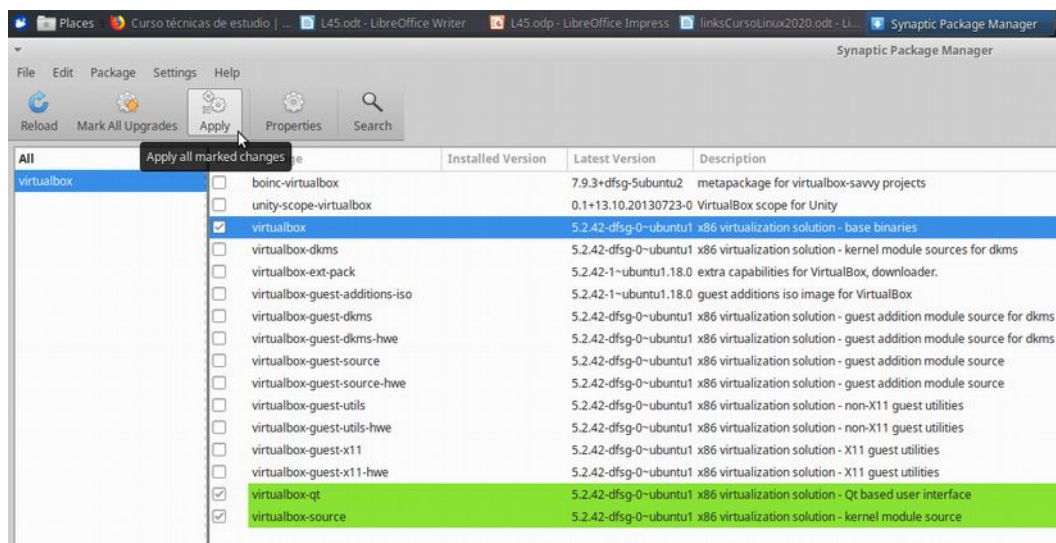 Places Curso técnicas de estudio | ... L45.odt - LibreOffice Writer L45.odp - LibreOffice Impress linksCursoLinux2020.odt - Li... Synaptic Package Manager
Synaptic Package Manager
File Edit Package Settings Help
Reload Mark All Upgrades Apply Properties Search
Apply all marked changes
All Installed Version Latest Version Description
virtualbox
boinc-virtualbox 7.9.3+dfsg-5ubuntu2 metapackage for virtualbox-savvy projects
unity-scope-virtualbox 0.1+13.10.20130723-0 VirtualBox scope for Unity
virtualbox 5.2.42-dfsg-0~ubuntu1 x86 virtualization solution - base binaries
virtualbox-dkms 5.2.42-dfsg-0~ubuntu1 x86 virtualization solution - kernel module sources for dkms
virtualbox-ext-pack 5.2.42-1~ubuntu1.18.0 extra capabilities for VirtualBox, downloader.
virtualbox-guest-additions-iso 5.2.42-1~ubuntu1.18.0 guest additions iso image for VirtualBox
virtualbox-guest-dkms 5.2.42-dfsg-0~ubuntu1 x86 virtualization solution - guest addition module source for dkms
virtualbox-guest-dkms-hwe 5.2.42-dfsg-0~ubuntu1 x86 virtualization solution - guest addition module source for dkms
virtualbox-guest-source 5.2.42-dfsg-0~ubuntu1 x86 virtualization solution - guest addition module source
virtualbox-guest-source-hwe 5.2.42-dfsg-0~ubuntu1 x86 virtualization solution - guest addition module source
virtualbox-guest-utils 5.2.42-dfsg-0~ubuntu1 x86 virtualization solution - non-X11 guest utilities
virtualbox-guest-utils-hwe 5.2.42-dfsg-0~ubuntu1 x86 virtualization solution - non-X11 guest utilities
virtualbox-guest-x11 5.2.42-dfsg-0~ubuntu1 x86 virtualization solution - X11 guest utilities
virtualbox-guest-x11-hwe 5.2.42-dfsg-0~ubuntu1 x86 virtualization solution - X11 guest utilities
virtualbox-qt 5.2.42-dfsg-0~ubuntu1 x86 virtualization solution - Qt based user interface
virtualbox-source 5.2.42-dfsg-0~ubuntu1 x86 virtualization solution - kernel module source